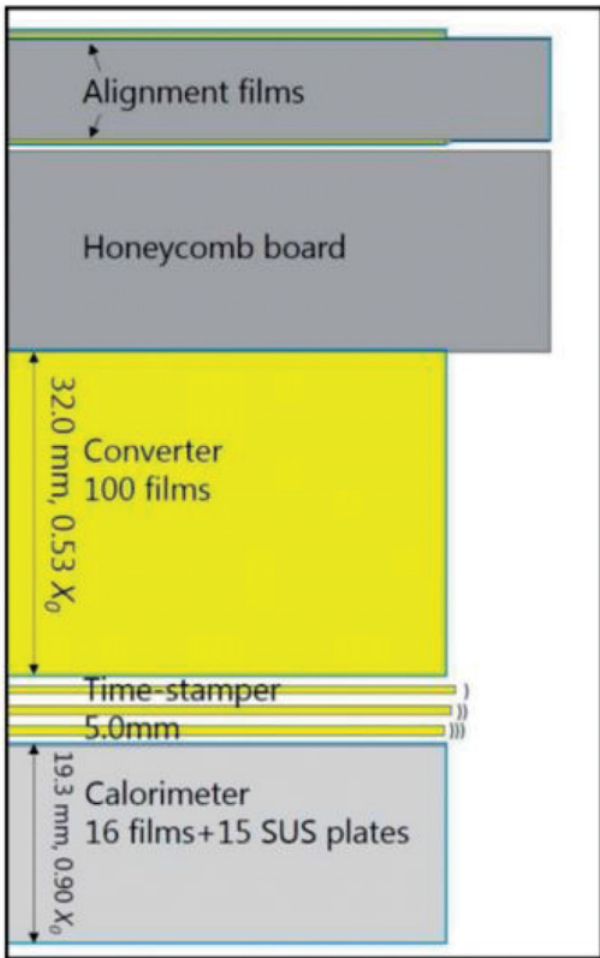 Alignment films
Honeycomb board
32.0 mm, 0.53 X₀
Converter
100 films
Time-stamper
)
))
5.0mm
)))
19.3 mm, 0.90 X₀
Calorimeter
16 films+15 SUS plates